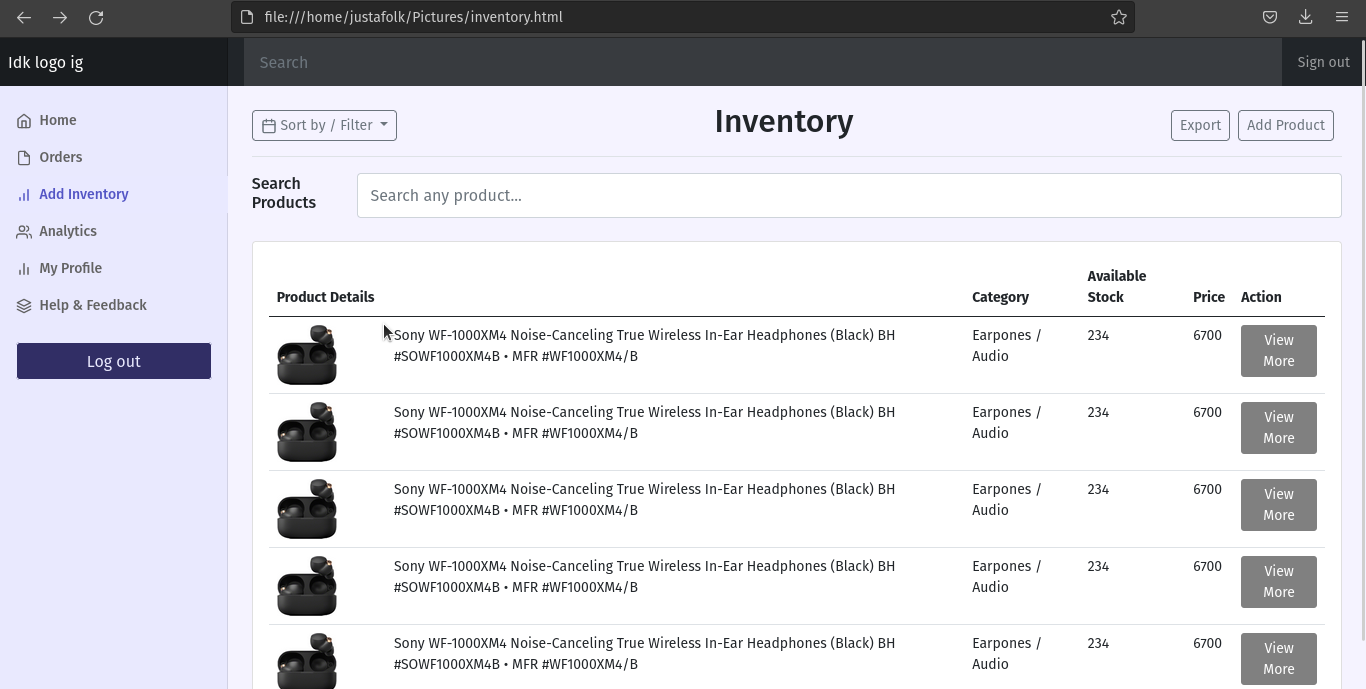 file:///home/justafolk/Pictures/inventory.html
Idk logo ig
Search
Sign out
Home
Orders
Add Inventory
Analytics
My Profile
Help & Feedback
Log out
Sort by / Filter
Inventory
Export
Add Product
Search
Products
Search any product...
Product Details
Category
Available
Stock
Price
Action
Sony WF-1000XM4 Noise-Canceling True Wireless In-Ear Headphones (Black) BH
#SOWF1000XM4B • MFR #WF1000XM4/B
Earpones /
Audio
234
6700
View
More
Sony WF-1000XM4 Noise-Canceling True Wireless In-Ear Headphones (Black) BH
#SOWF1000XM4B • MFR #WF1000XM4/B
Earpones /
Audio
234
6700
View
More
Sony WF-1000XM4 Noise-Canceling True Wireless In-Ear Headphones (Black) BH
#SOWF1000XM4B • MFR #WF1000XM4/B
Earpones /
Audio
234
6700
View
More
Sony WF-1000XM4 Noise-Canceling True Wireless In-Ear Headphones (Black) BH
#SOWF1000XM4B • MFR #WF1000XM4/B
Earpones /
Audio
234
6700
View
More
Sony WF-1000XM4 Noise-Canceling True Wireless In-Ear Headphones (Black) BH
#SOWF1000XM4B • MFR #WF1000XM4/B
Earpones /
Audio
234
6700
View
More